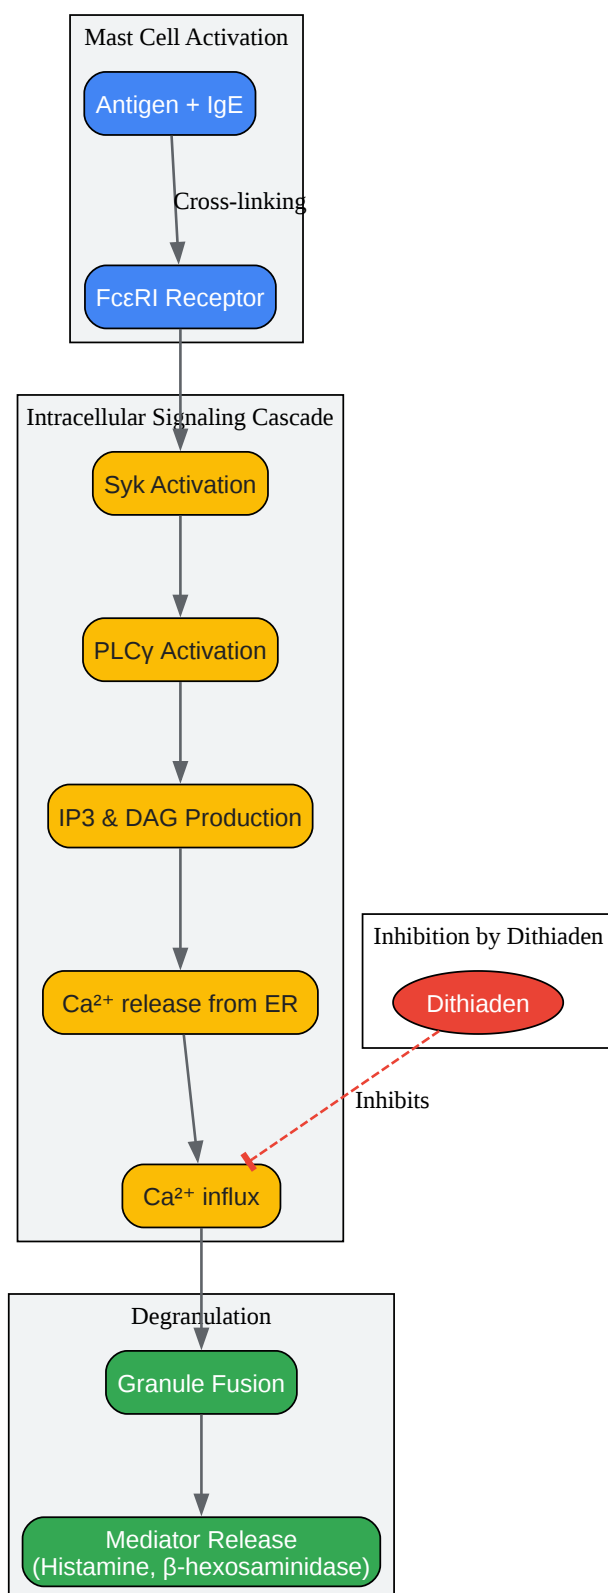 Mast Cell Activation
Antigen + IgE
Cross-linking
FcεRI Receptor
Intracellular Signaling Cascade
Syk Activation
PLCγ Activation
IP3 & DAG Production
Inhibition by Dithiaden
Ca²⁺ release from ER
Dithiaden
Inhibits
Ca²⁺ influx
Degranulation
Granule Fusion
Mediator Release
(Histamine, β-hexosaminidase)